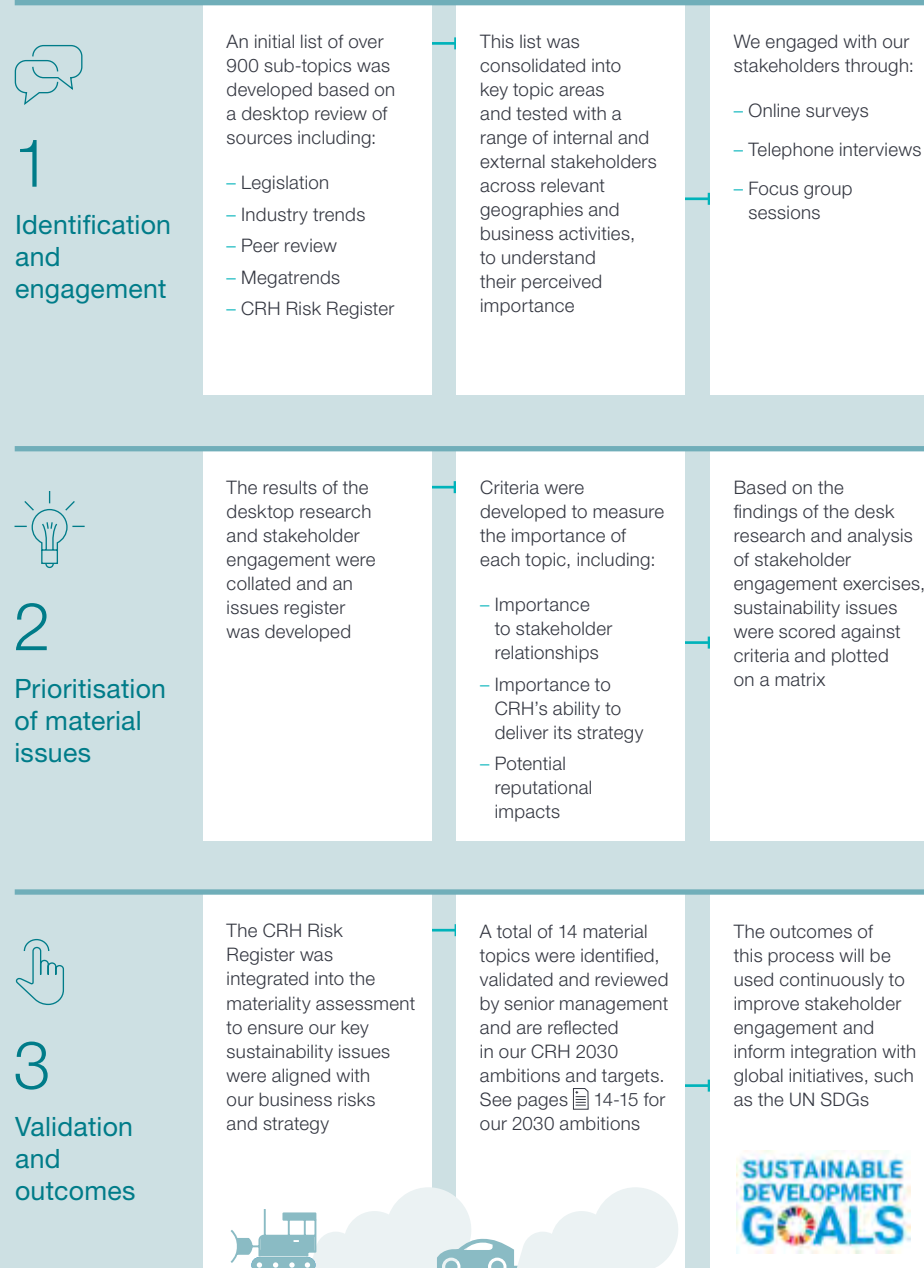 1
Identification
and
engagement
An initial list of over
900 sub-topics was
developed based on
a desktop review of
sources including:
– Legislation
– Industry trends
– Peer review
– Megatrends
– CRH Risk Register
This list was
consolidated into
key topic areas
and tested with a
range of internal and
external stakeholders
across relevant
geographies and
business activities,
to understand
their perceived
importance
We engaged with our
stakeholders through:
– Online surveys
– Telephone interviews
– Focus group
sessions
2
Prioritisation
of material
issues
The results of the
desktop research
and stakeholder
engagement were
collated and an
issues register
was developed
Criteria were
developed to measure
the importance of
each topic, including:
– Importance
to stakeholder
relationships
– Importance to
CRH's ability to
deliver its strategy
– Potential
reputational
impacts
Based on the
findings of the desk
research and analysis
of stakeholder
engagement exercises,
sustainability issues
were scored against
criteria and plotted
on a matrix
3
Validation
and
outcomes
The CRH Risk
Register was
integrated into the
materiality assessment
to ensure our key
sustainability issues
were aligned with
our business risks
and strategy
A total of 14 material
topics were identified,
validated and reviewed
by senior management
and are reflected
in our CRH 2030
ambitions and targets.
See pages 14-15 for
our 2030 ambitions
The outcomes of
this process will be
used continuously to
improve stakeholder
engagement and
inform integration with
global initiatives, such
as the UN SDGs
SUSTAINABLE
DEVELOPMENT
GOALS